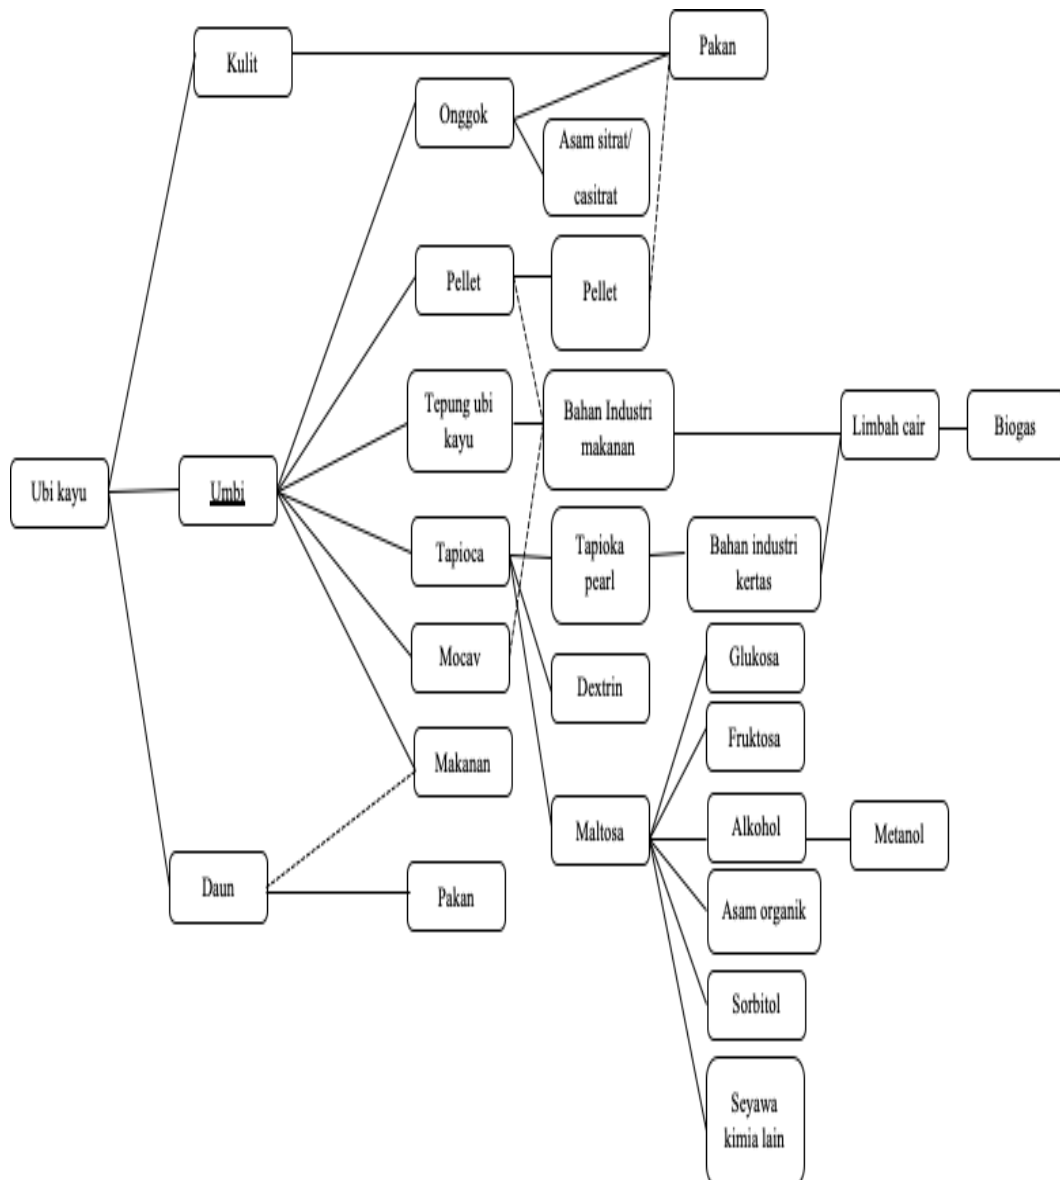 Kulit
Pakan
Onggok
Asam sitrat/
casitrat
Pellet
Pellet
Tepung ubi
kayu
Bahan Industri
makanan
Limbah cair
Biogas
Ubi kayu
Umbi
Tapioca
Tapioka
pearl
Bahan industri
kertas
Mocav
Dextrin
Glukosa
Fruktosa
Makanan
Maltosa
Alkohol
Metanol
Daun
Pakan
Asam organik
Sorbitol
Seyawa
kimia lain